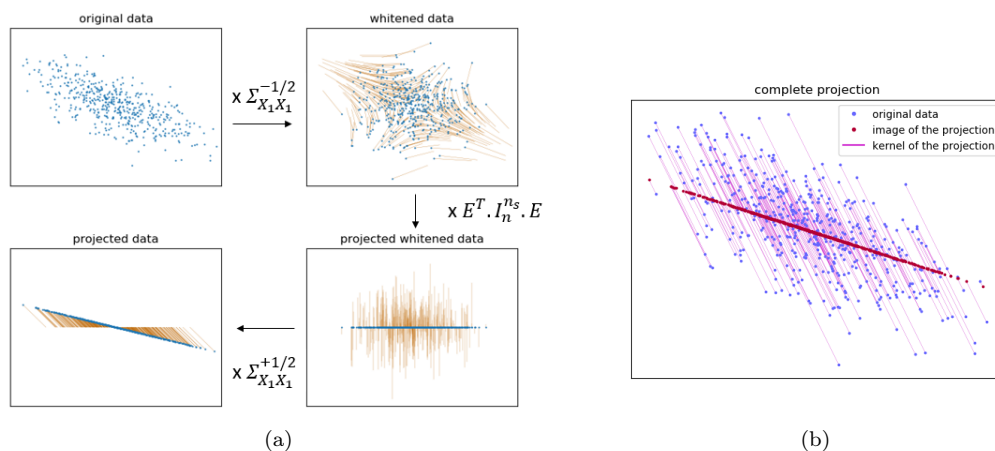 original data
whitened data
x Σ_{X₁X₁}^{-1/2}
x E^T . I_n^{n_s} . E
projected data
projected whitened data
x Σ_{X₁X₁}^{+1/2}
(a)
complete projection
original data
image of the projection
kernel of the projection
(b)